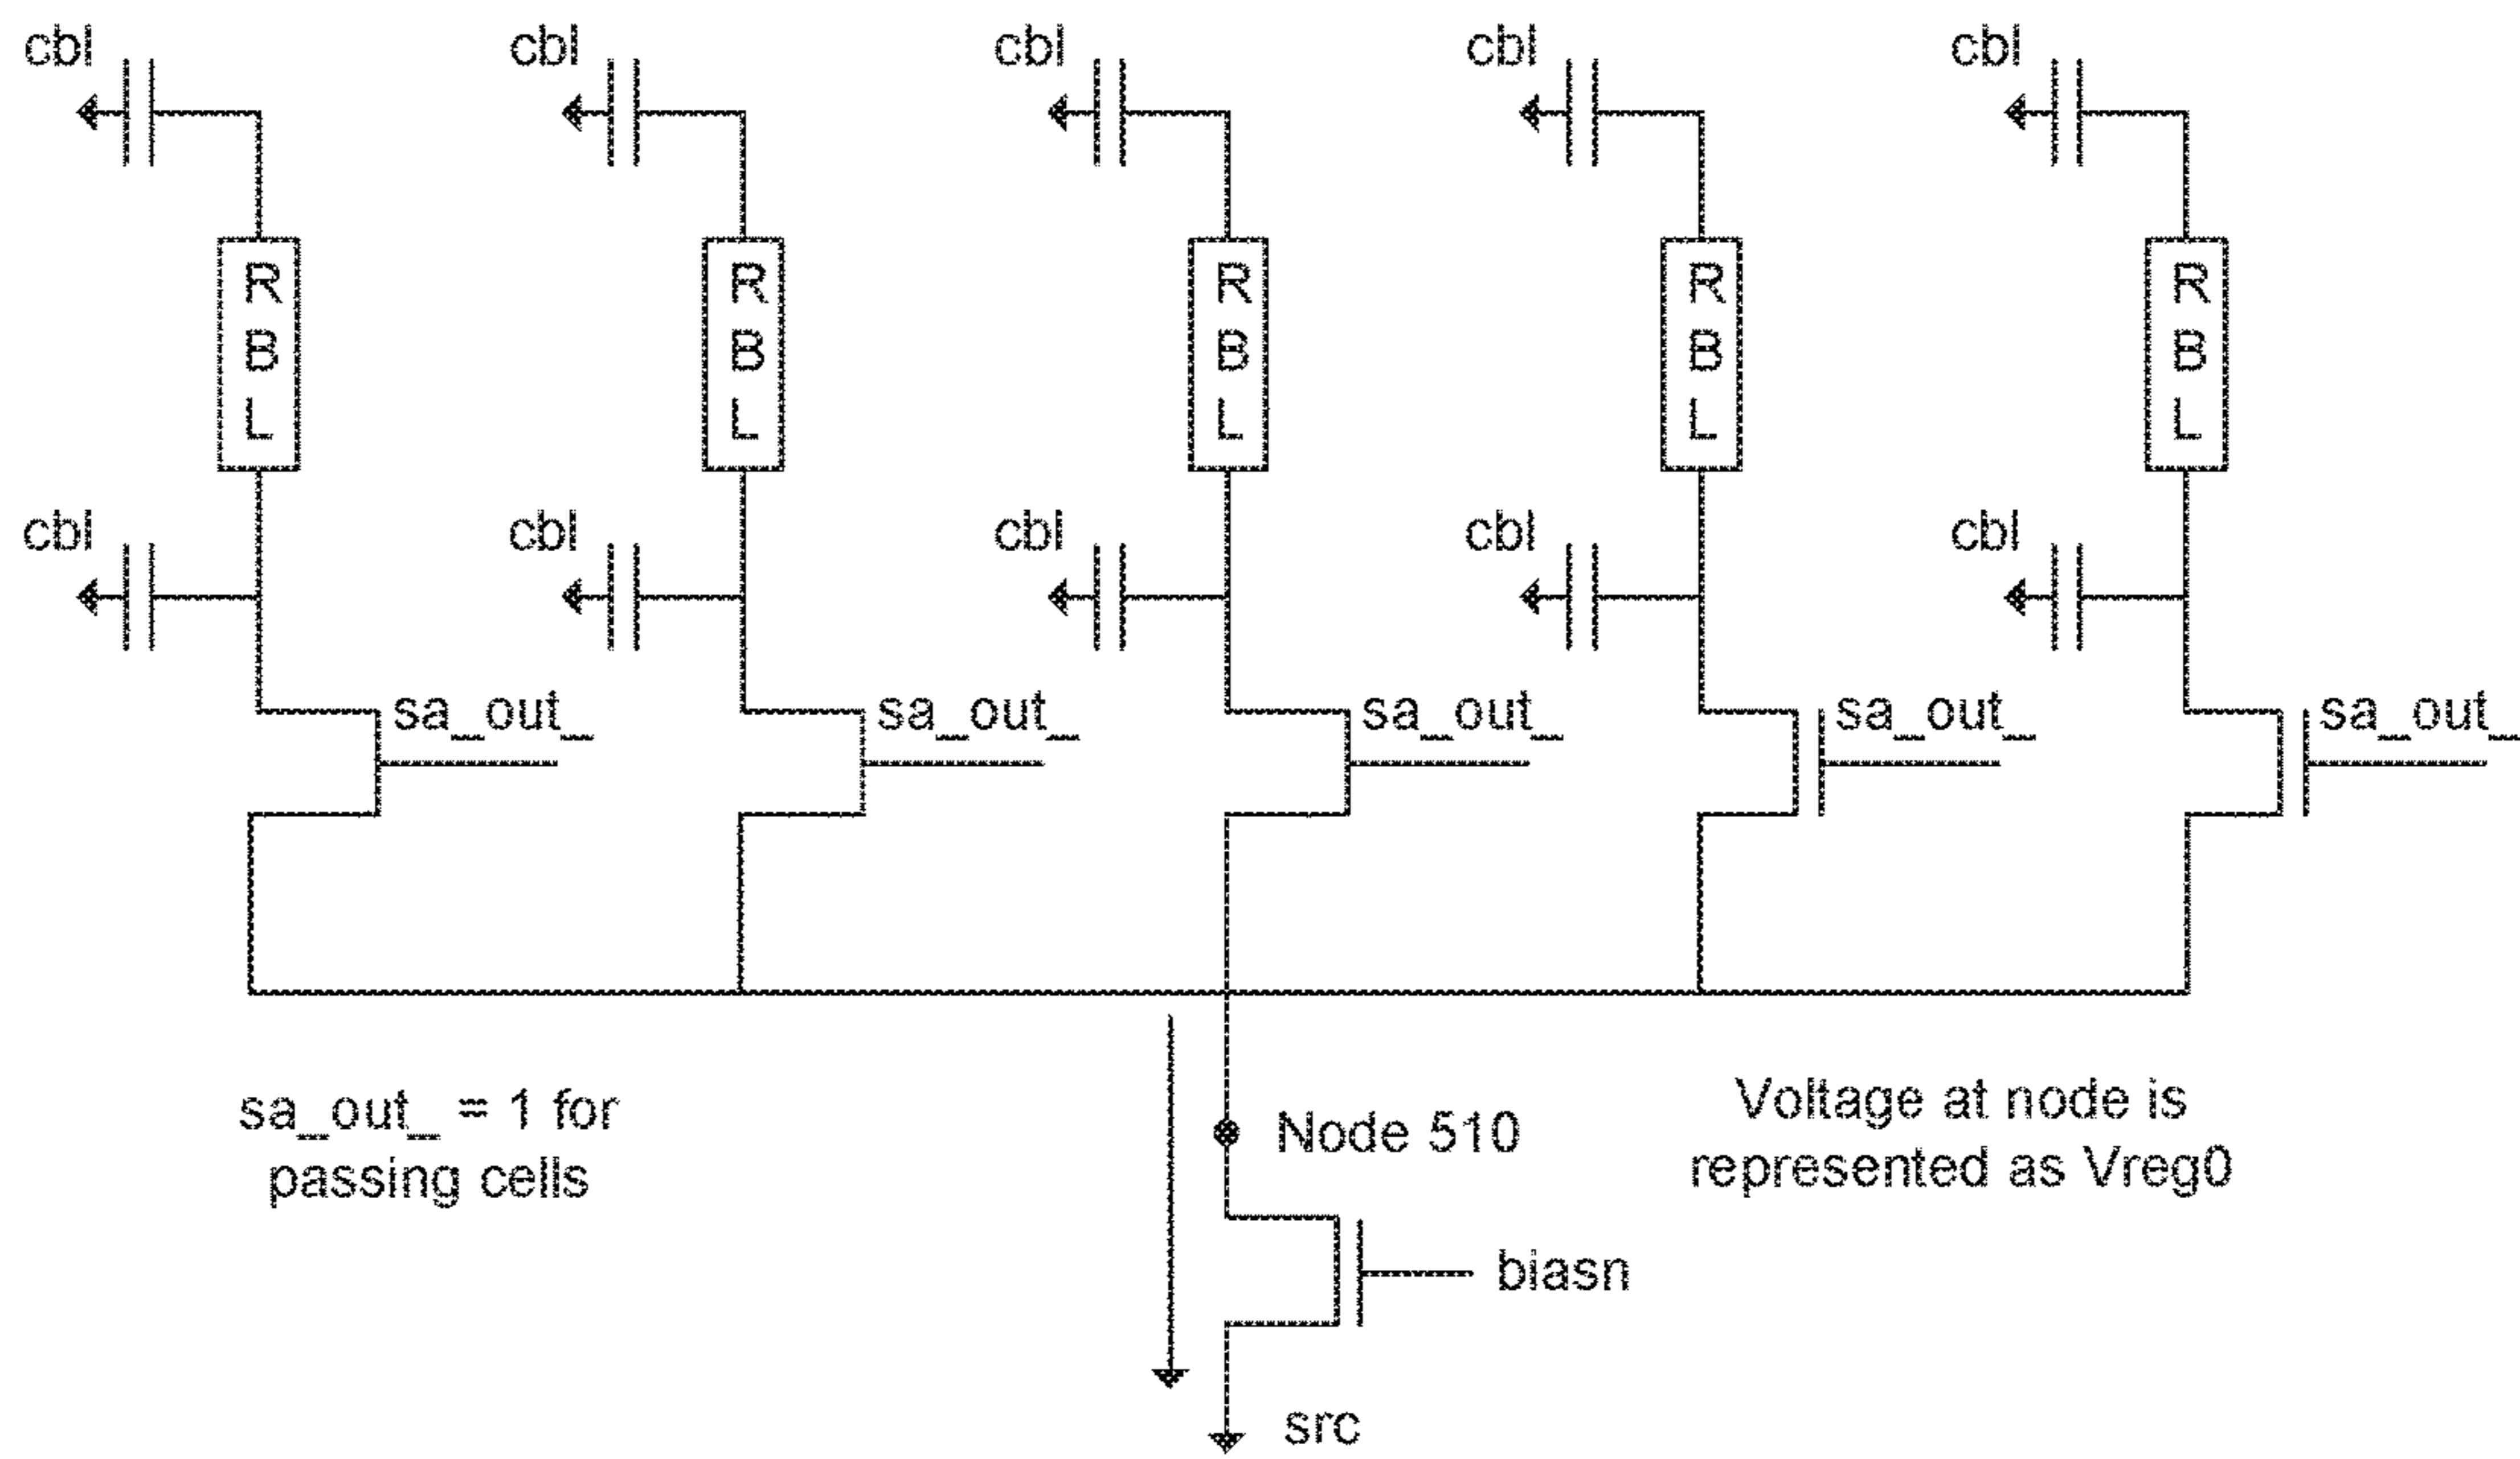 cbl
cbl
cbl
cbl
cbl
R
B
L
R
B
L
R
B
L
R
B
L
R
B
L
cbl
cbl
cbl
cbl
cbl
sa_out_
sa_out_
sa_out_
sa_out_
sa_out_
sa_out_ = 1 for
passing cells
Node 510
Voltage at node is
represented as Vreg0
biasn
src